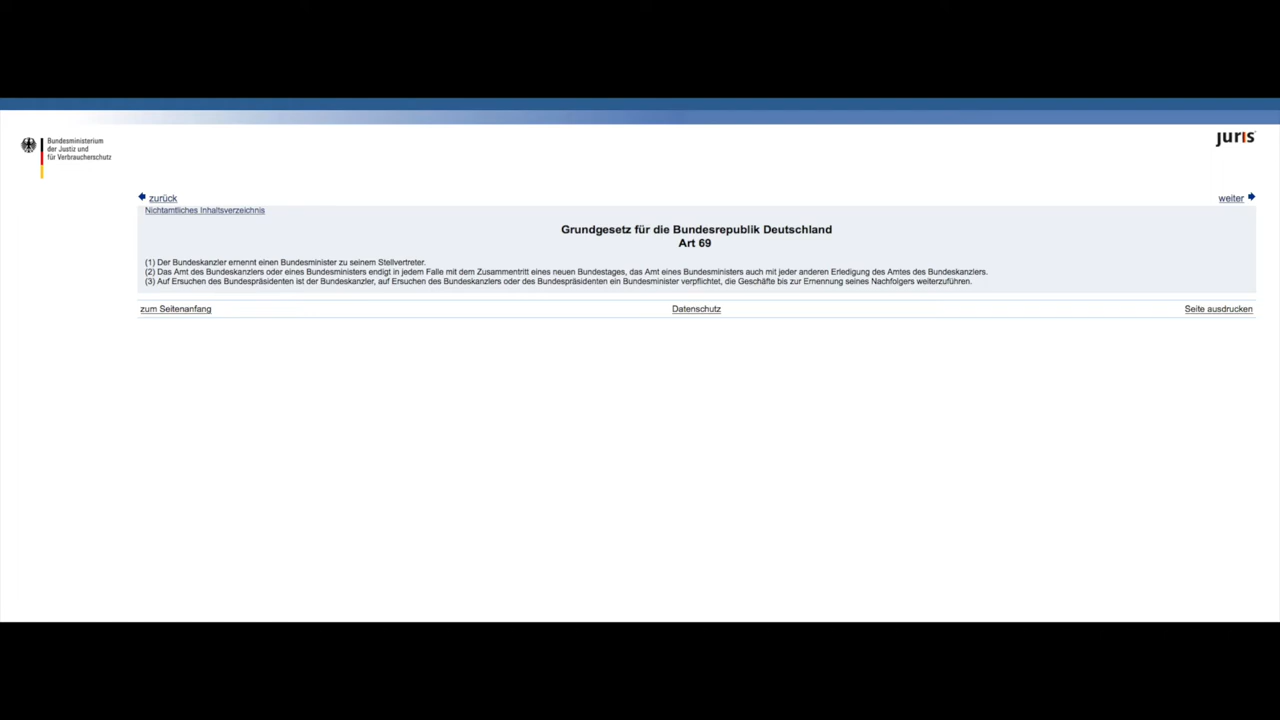 Bundesministerium
der Justiz und
für Verbraucherschutz
juris
zurück
weiter
Nichtamtliches Inhaltsverzeichnis
Grundgesetz für die Bundesrepublik Deutschland
Art 69
(1) Der Bundeskanzler ernennt einen Bundesminister zu seinem Stellvertreter.
(2) Das Amt des Bundeskanzlers oder eines Bundesministers endigt in jedem Falle mit dem Zusammentritt eines neuen Bundestages, das Amt eines Bundesministers auch mit jeder anderen Erledigung des Amtes des Bundeskanzlers.
(3) Auf Ersuchen des Bundespräsidenten ist der Bundeskanzler, auf Ersuchen des Bundeskanzlers oder des Bundespräsidenten ein Bundesminister verpflichtet, die Geschäfte bis zur Ernennung seines Nachfolgers weiterzuführen.
zum Seitenanfang
Datenschutz
Seite ausdrucken